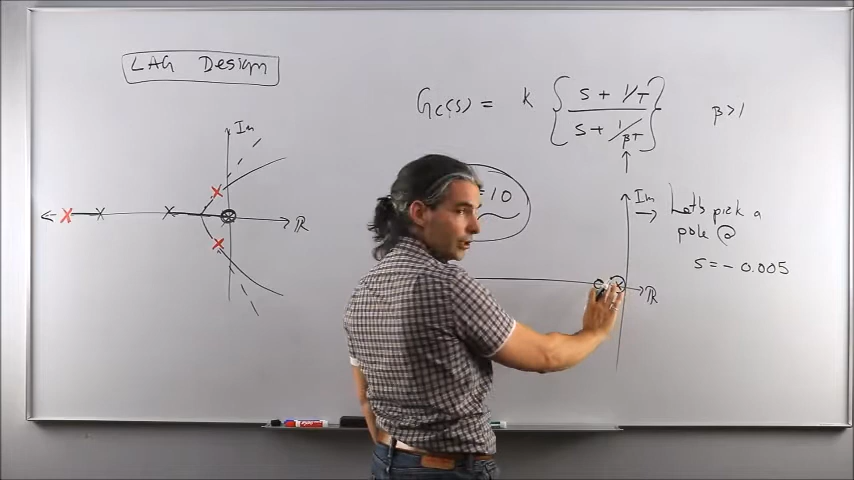 LAG Design
Im
ℝ
Gc(s) = K { s + 1/T / s + 1/βT }
β>1
=10
Im
ℝ
→ Let's pick a
pole @
s = - 0.005